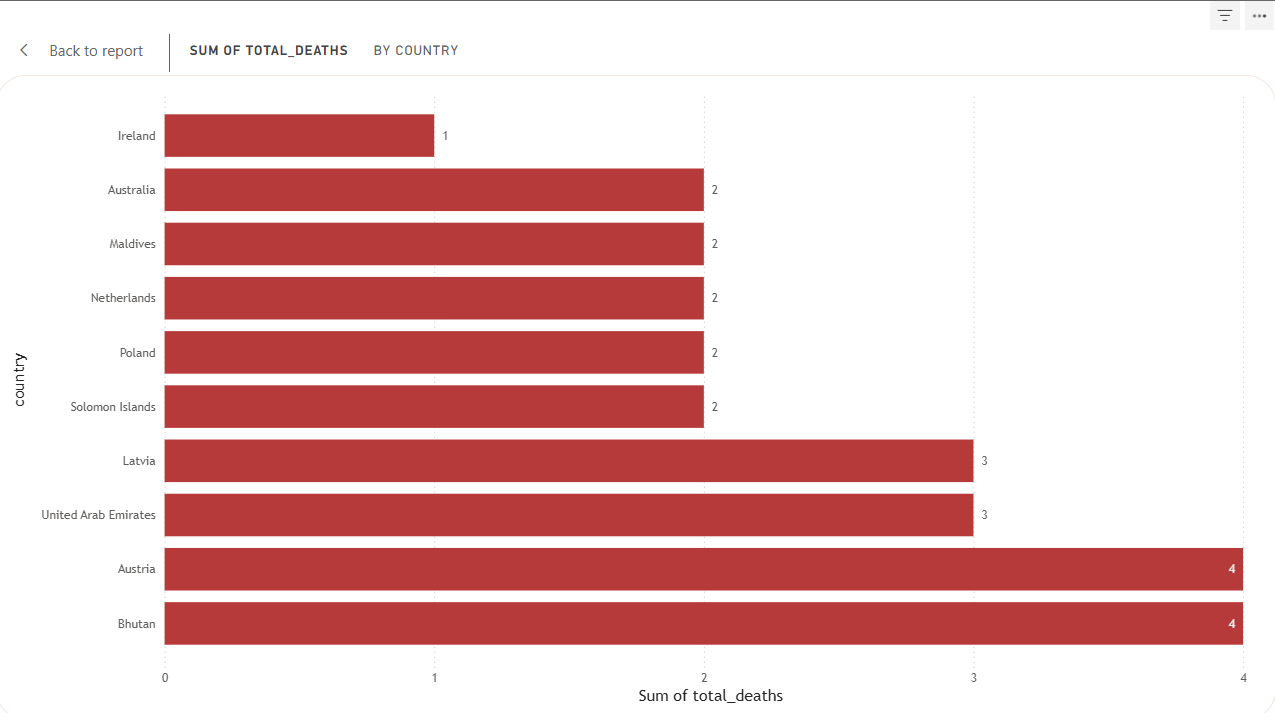 Back to report
SUM OF TOTAL_DEATHS BY COUNTRY
country
Ireland 1
Australia 2
Maldives 2
Netherlands 2
Poland 2
Solomon Islands 2
Latvia 3
United Arab Emirates 3
Austria 4
Bhutan 4
0 1 2 3 4
Sum of total_deaths